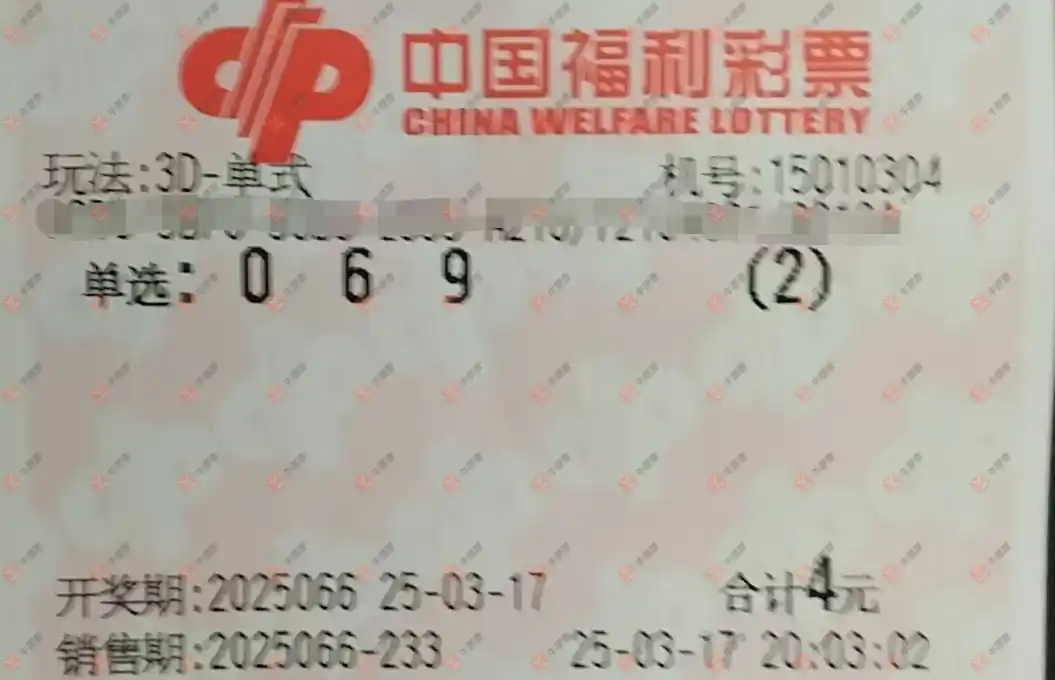 中国福利彩票
CHINA WELFARE LOTTERY
玩法:3D-单式 机号:15010304
单选: 0 6 9 (2)
开奖期:2025066 25-03-17 合计4元
销售期:2025066-233 25-03-17 20:03:02